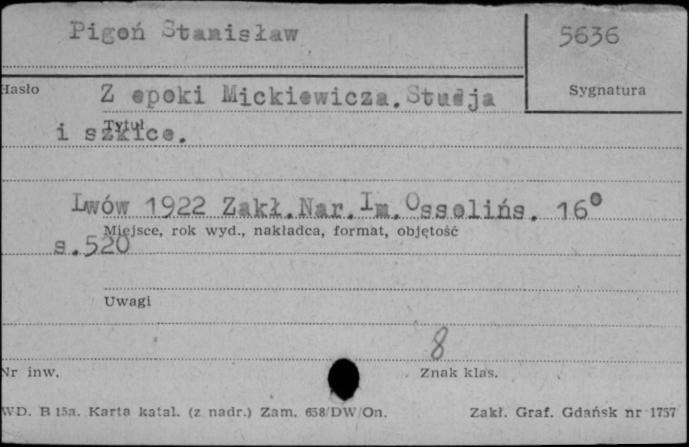 Pigoń Stanisław
5636
Hasło
Sygnatura
Z epoki Mickiewicza.Studja
Tytuł
i szkice.
Lwów 1922 Zakł.Nar.Im.Ossolińs. 16°
Miejsce, rok wyd., nakładca, format, objętość
s.520
Uwagi
8
Nr inw.
Znak klas.
WD. B 15a. Karta katal. (z nadr.) Zam. 658/DW/On.
Zakł. Graf. Gdańsk nr 1757